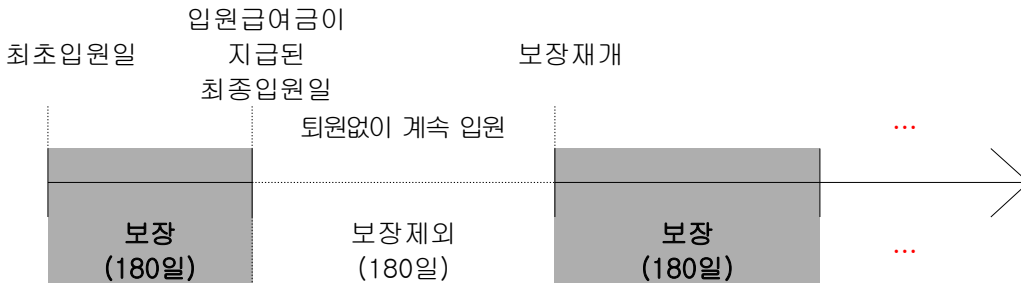 최초입원일
입원급여금이
지급된
최종입원일
보장재개
퇴원없이 계속 입원
…
보장
(180일)
보장제외
(180일)
보장
(180일)
…